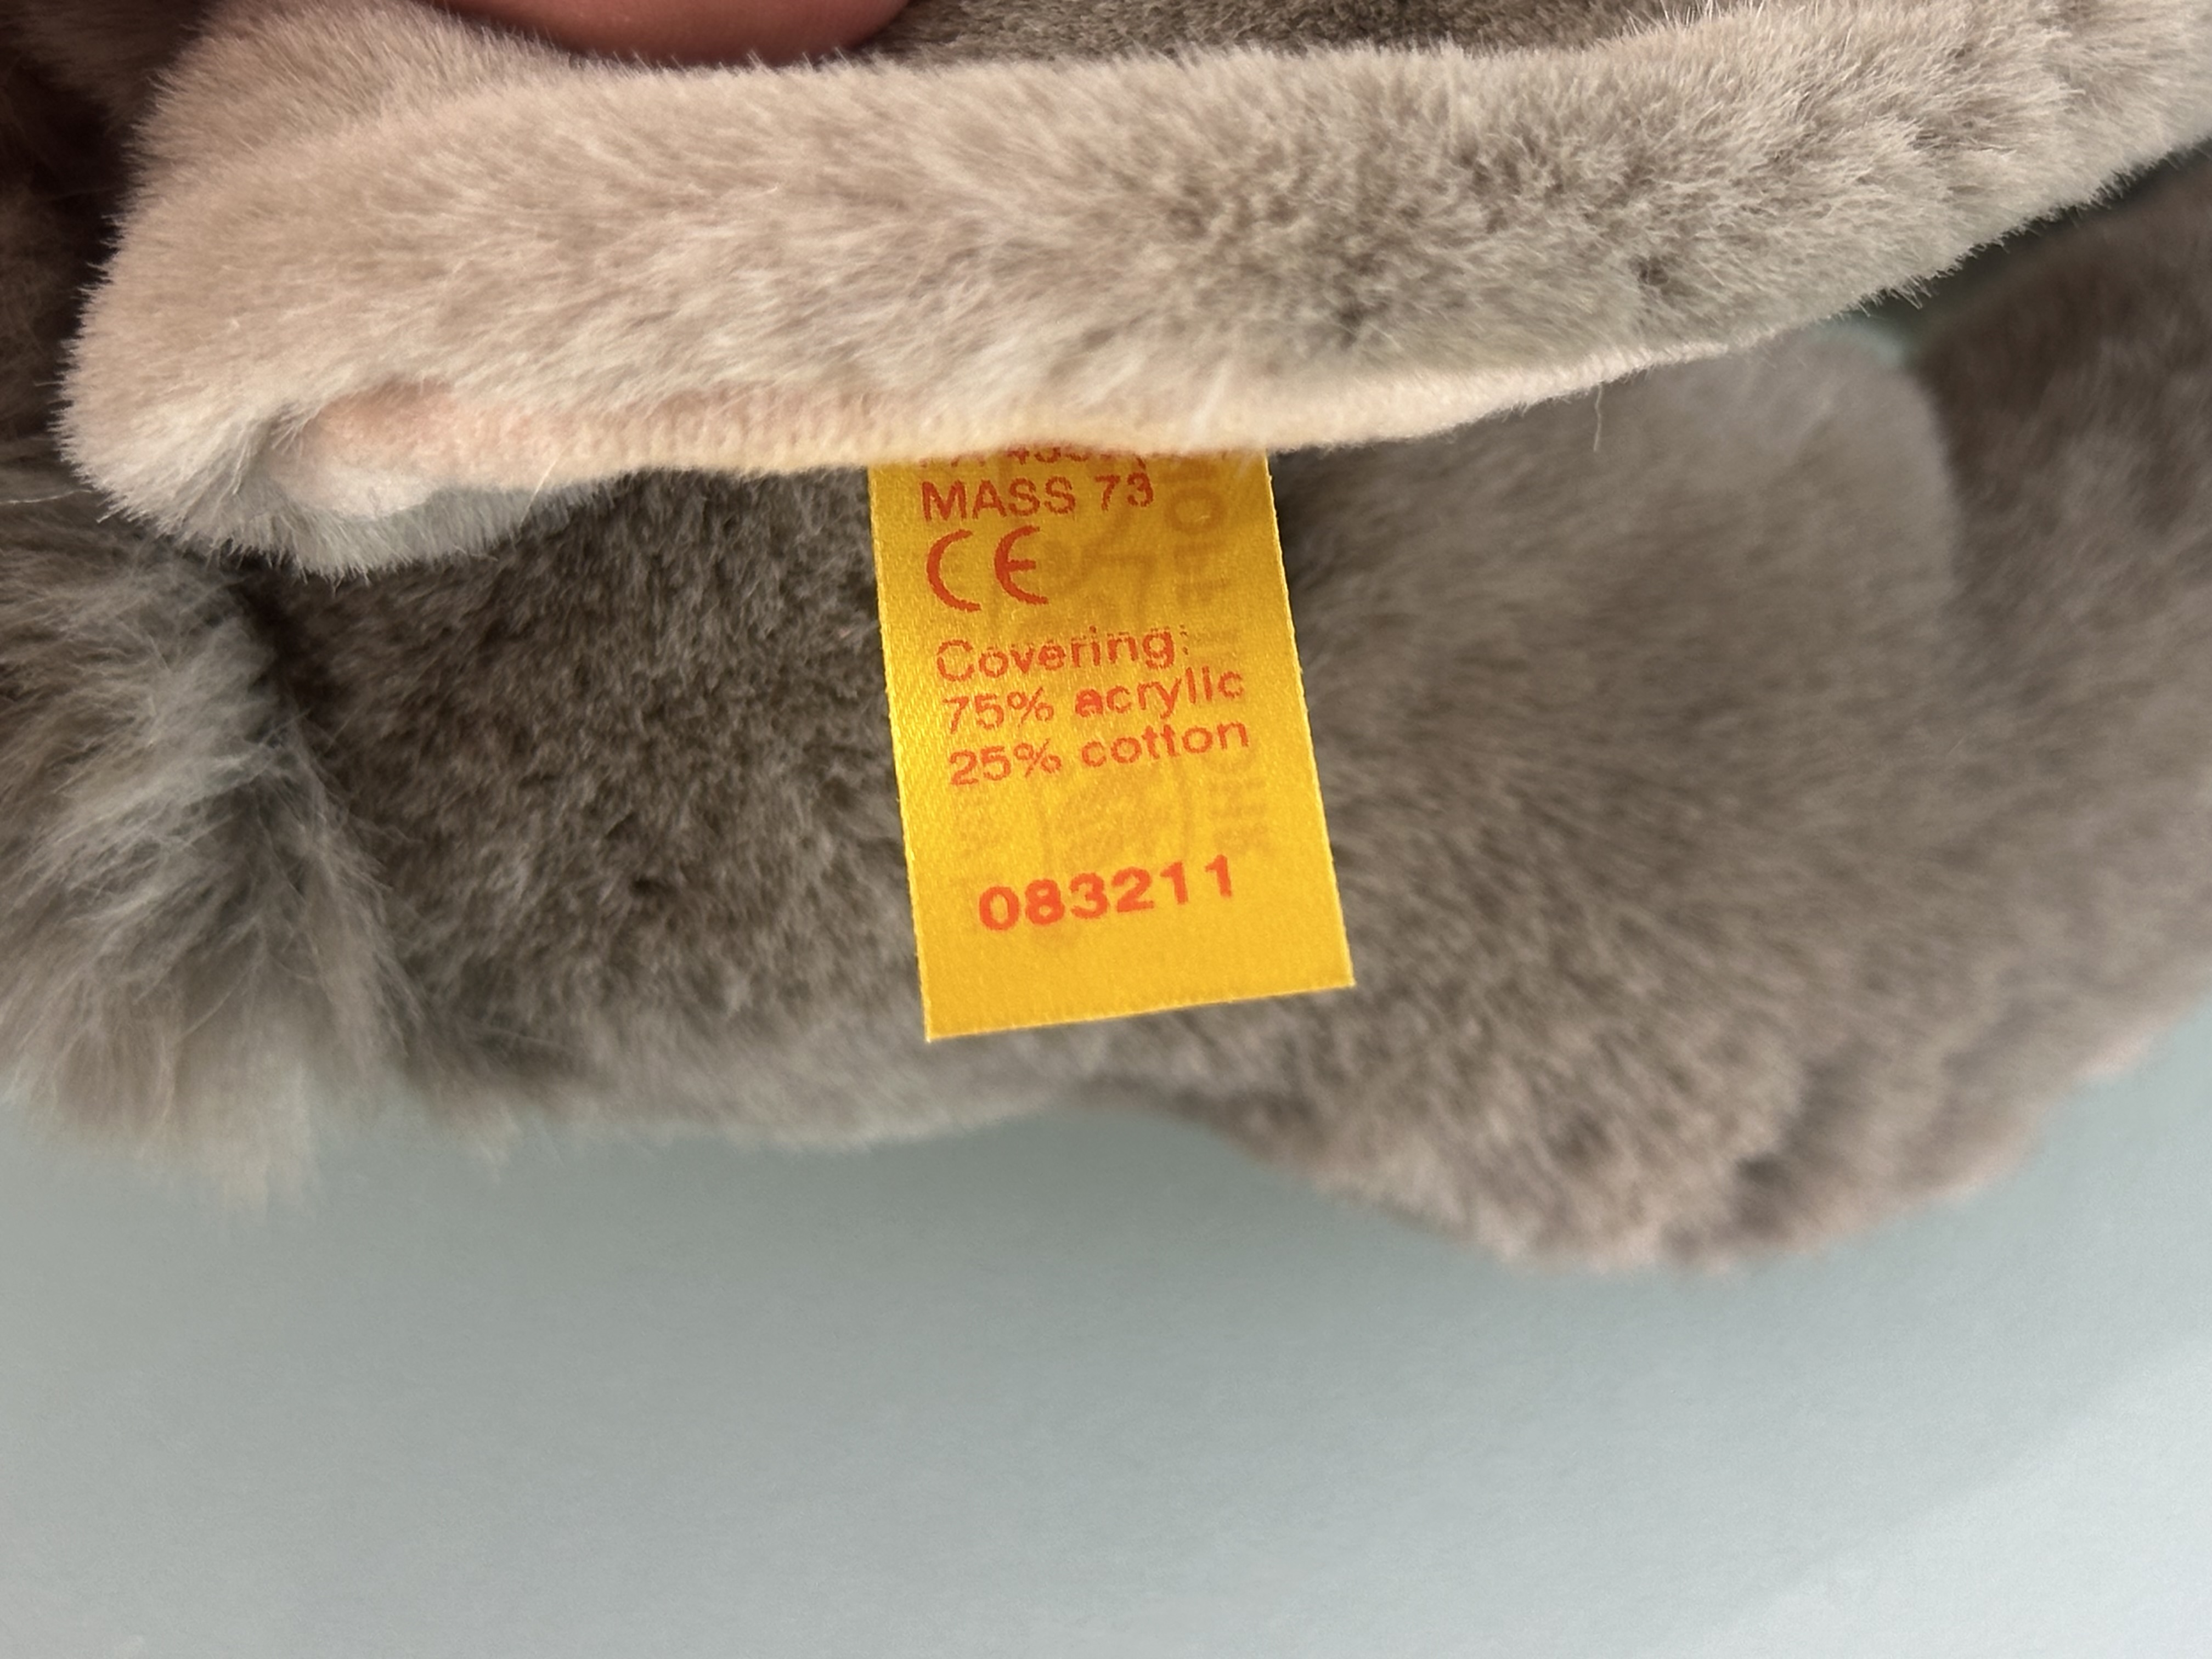 MASS 73
CE
Covering:
75% acrylic
25% cotton
083211